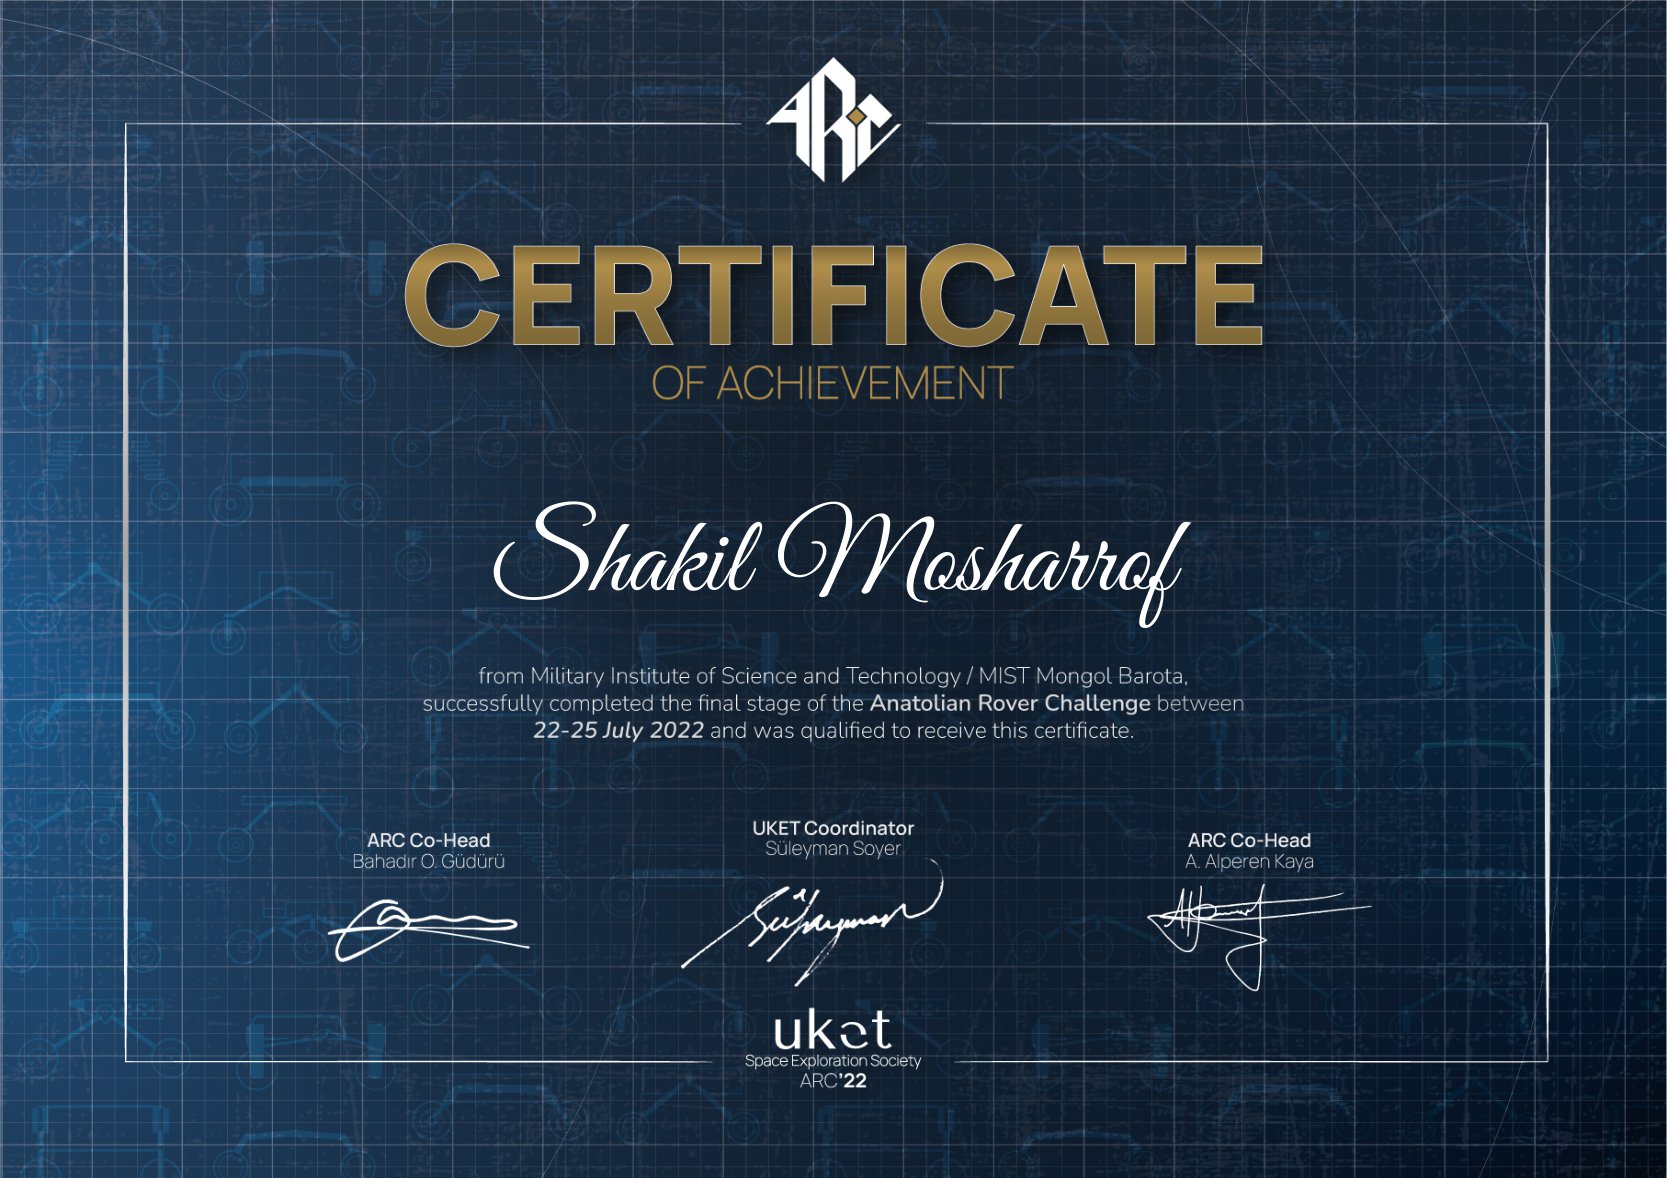 ARC
CERTIFICATE
OF ACHIEVEMENT
Shakil Mosharrof
from Military Institute of Science and Technology / MIST Mongol Barota,
successfully completed the final stage of the Anatolian Rover Challenge between
22-25 July 2022 and was qualified to receive this certificate.
ARC Co-Head
Bahadır O. Güdürü
UKET Coordinator
Süleyman Soyer
ARC Co-Head
A. Alperen Kaya
Süleyman
uket
Space Exploration Society
ARC'22